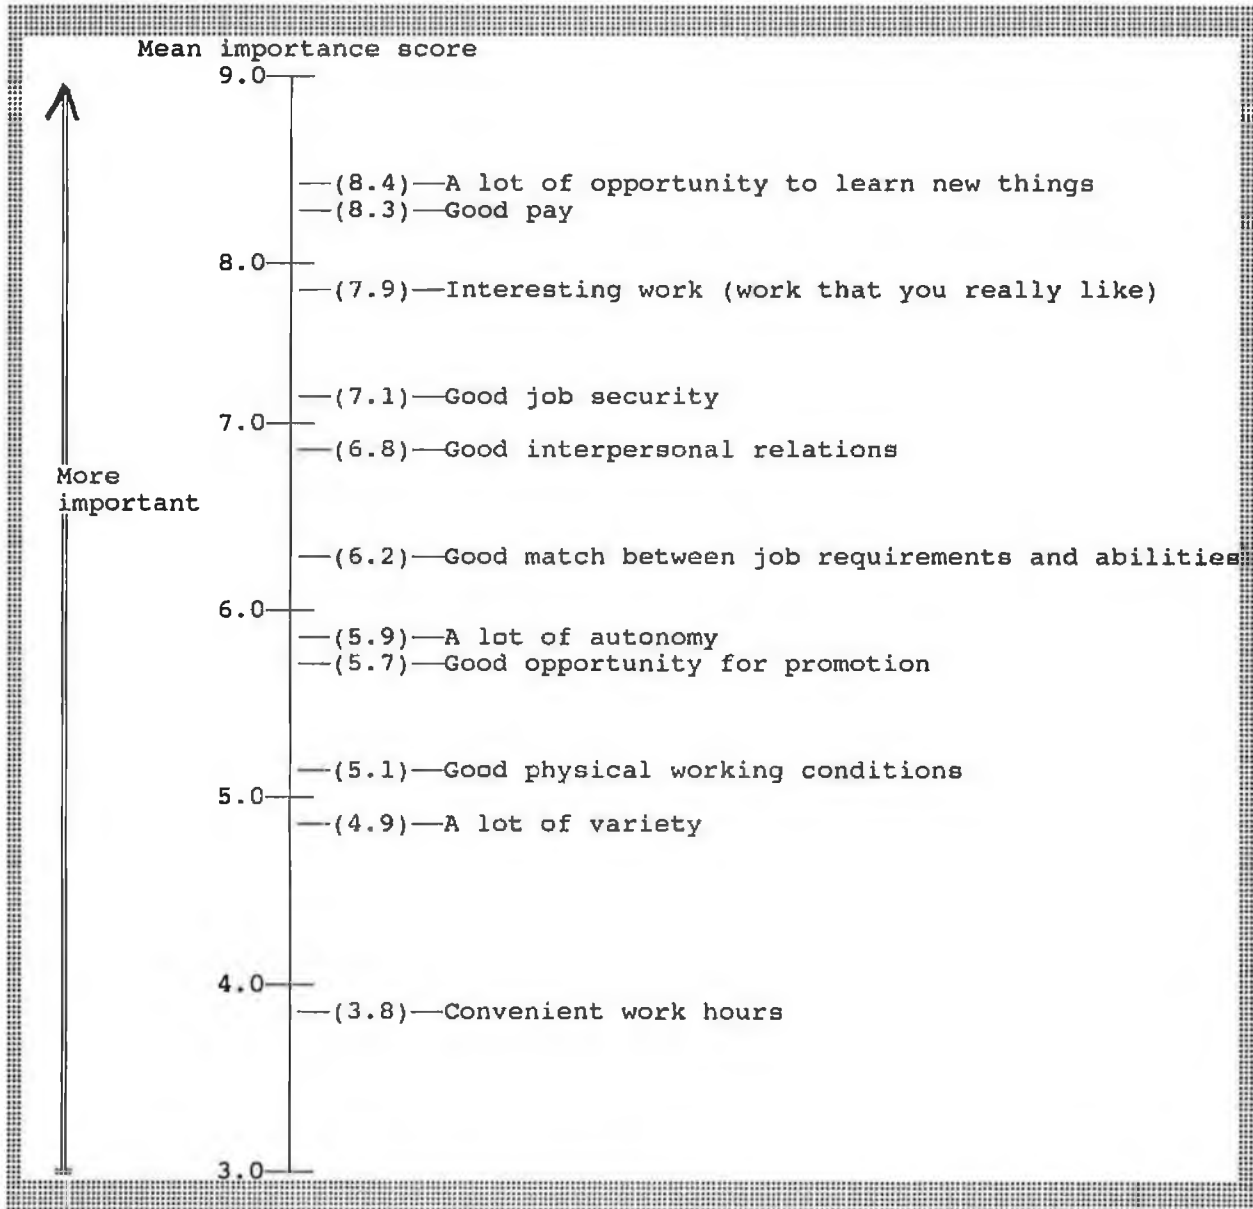 Mean importance score
9.0
(8.4)—A lot of opportunity to learn new things
(8.3)—Good pay
8.0
(7.9)—Interesting work (work that you really like)
(7.1)—Good job security
7.0
(6.8)—Good interpersonal relations
More
important
(6.2)—Good match between job requirements and abilities
6.0
(5.9)—A lot of autonomy
(5.7)—Good opportunity for promotion
(5.1)—Good physical working conditions
5.0
(4.9)—A lot of variety
4.0
(3.8)—Convenient work hours
3.0